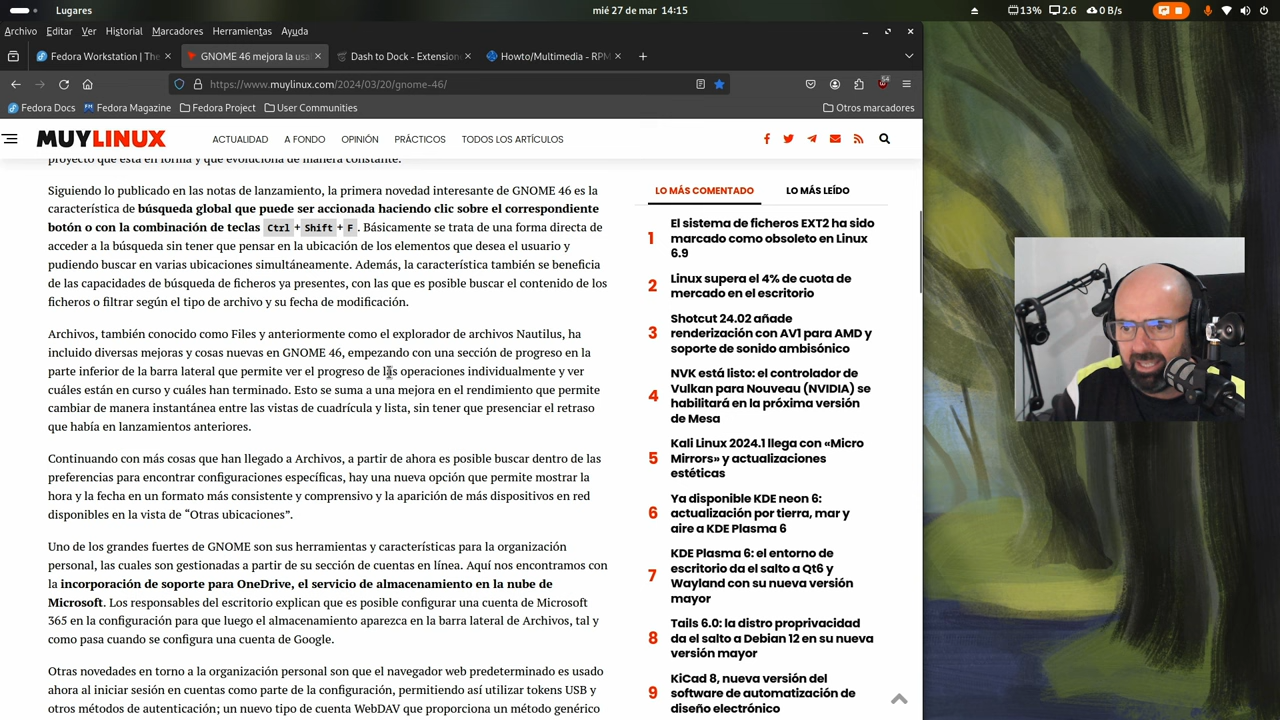 Lugares
mié 27 de mar  14:15
13%
2.6
0 B/s
Archivo Editar Ver Historial Marcadores Herramientas Ayuda
Fedora Workstation | The
GNOME 46 mejora la usa
Dash to Dock - Extension
Howto/Multimedia - RPM
https://www.muylinux.com/2024/03/20/gnome-46/
64
Fedora Docs
Fedora Magazine
Fedora Project
User Communities
Otros marcadores
MUYLINUX
ACTUALIDAD
A FONDO
OPINIÓN
PRÁCTICOS
TODOS LOS ARTÍCULOS
proyecto que está en forma y que evoluciona de manera constante.
Siguiendo lo publicado en las notas de lanzamiento, la primera novedad interesante de GNOME 46 es la
característica de búsqueda global que puede ser accionada haciendo clic sobre el correspondiente
botón o con la combinación de teclas Ctrl + Shift + F . Básicamente se trata de una forma directa de
acceder a la búsqueda sin tener que pensar en la ubicación de los elementos que desea el usuario y
pudiendo buscar en varias ubicaciones simultáneamente. Además, la característica también se beneficia
de las capacidades de búsqueda de ficheros ya presentes, con las que es posible buscar el contenido de los
ficheros o filtrar según el tipo de archivo y su fecha de modificación.
Archivos, también conocido como Files y anteriormente como el explorador de archivos Nautilus, ha
incluido diversas mejoras y cosas nuevas en GNOME 46, empezando con una sección de progreso en la
parte inferior de la barra lateral que permite ver el progreso de las operaciones individualmente y ver
cuáles están en curso y cuáles han terminado. Esto se suma a una mejora en el rendimiento que permite
cambiar de manera instantánea entre las vistas de cuadrícula y lista, sin tener que presenciar el retraso
que había en lanzamientos anteriores.
Continuando con más cosas que han llegado a Archivos, a partir de ahora es posible buscar dentro de las
preferencias para encontrar configuraciones específicas, hay una nueva opción que permite mostrar la
hora y la fecha en un formato más consistente y comprensivo y la aparición de más dispositivos en red
disponibles en la vista de “Otras ubicaciones”.
Uno de los grandes fuertes de GNOME son sus herramientas y características para la organización
personal, las cuales son gestionadas a partir de su sección de cuentas en línea. Aquí nos encontramos con
la incorporación de soporte para OneDrive, el servicio de almacenamiento en la nube de
Microsoft. Los responsables del escritorio explican que es posible configurar una cuenta de Microsoft
365 en la configuración para que luego el almacenamiento aparezca en la barra lateral de Archivos, tal y
como pasa cuando se configura una cuenta de Google.
Otras novedades en torno a la organización personal son que el navegador web predeterminado es usado
ahora al iniciar sesión en cuentas como parte de la configuración, permitiendo así utilizar tokens USB y
otros métodos de autenticación; un nuevo tipo de cuenta WebDAV que proporciona un método genérico
LO MÁS COMENTADO
LO MÁS LEÍDO
1 El sistema de ficheros EXT2 ha sido
marcado como obsoleto en Linux
6.9
2 Linux supera el 4% de cuota de
mercado en el escritorio
3 Shotcut 24.02 añade
renderización con AV1 para AMD y
soporte de sonido ambisónico
4 NVK está listo: el controlador de
Vulkan para Nouveau (NVIDIA) se
habilitará en la próxima versión
de Mesa
5 Kali Linux 2024.1 llega con «Micro
Mirrors» y actualizaciones
estéticas
6 Ya disponible KDE neon 6:
actualización por tierra, mar y
aire a KDE Plasma 6
7 KDE Plasma 6: el entorno de
escritorio da el salto a Qt6 y
Wayland con su nueva versión
mayor
8 Tails 6.0: la distro proprivacidad
da el salto a Debian 12 en su nueva
versión mayor
9 KiCad 8, nueva versión del
software de automatización de
diseño electrónico